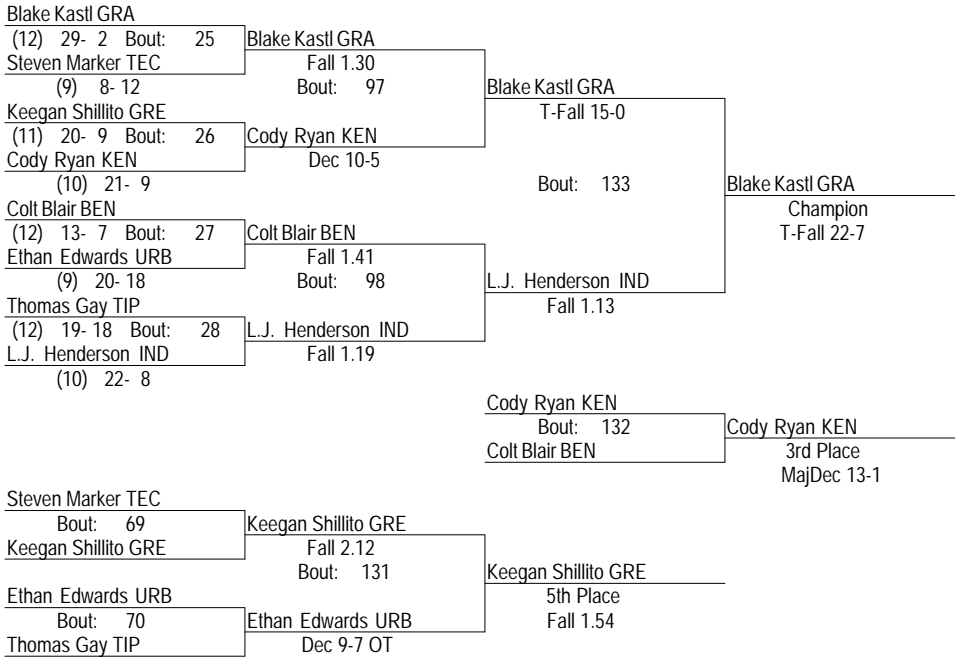 Blake Kastl GRA
(12) 29- 2 Bout: 25
Blake Kastl GRA
Steven Marker TEC
Fall 1.30
(9) 8- 12
Bout: 97
Blake Kastl GRA
Keegan Shillito GRE
T-Fall 15-0
(11) 20- 9 Bout: 26
Cody Ryan KEN
Cody Ryan KEN
Dec 10-5
(10) 21- 9
Bout: 133
Blake Kastl GRA
Colt Blair BEN
Champion
(12) 13- 7 Bout: 27
Colt Blair BEN
T-Fall 22-7
Ethan Edwards URB
Fall 1.41
(9) 20- 18
Bout: 98
L.J. Henderson IND
Thomas Gay TIP
Fall 1.13
(12) 19- 18 Bout: 28
L.J. Henderson IND
L.J. Henderson IND
Fall 1.19
(10) 22- 8
Cody Ryan KEN
Bout: 132
Cody Ryan KEN
Colt Blair BEN
3rd Place
MajDec 13-1
Steven Marker TEC
Bout: 69
Keegan Shillito GRE
Keegan Shillito GRE
Fall 2.12
Bout: 131
Keegan Shillito GRE
Ethan Edwards URB
5th Place
Bout: 70
Ethan Edwards URB
Fall 1.54
Thomas Gay TIP
Dec 9-7 OT